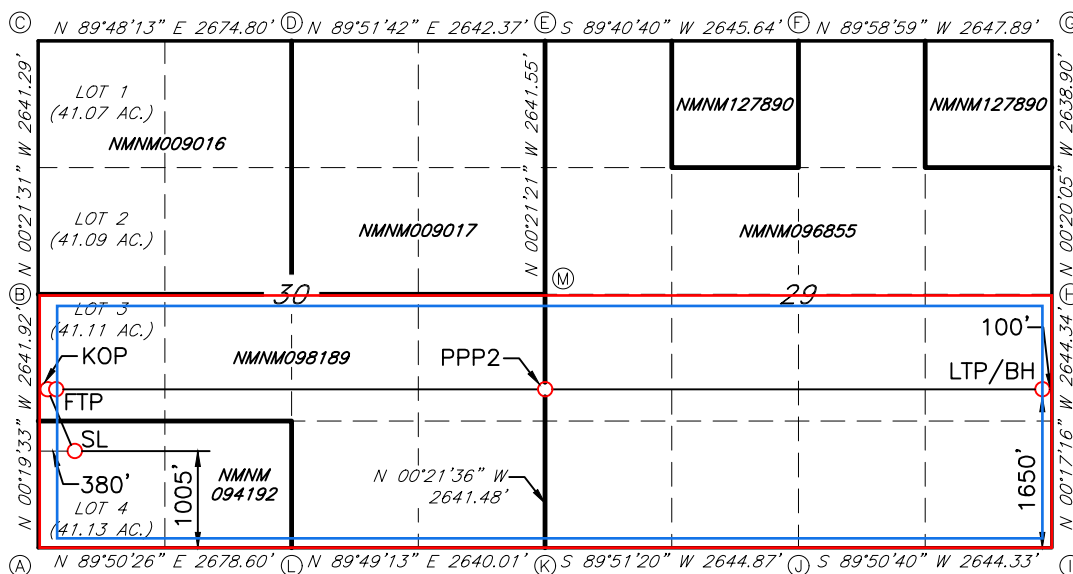 C D E F G
N 89°48'13" E 2674.80' N 89°51'42" E 2642.37' S 89°40'40" W 2645.64' N 89°58'59" W 2647.89'
N 00°21'31" W 2641.29'
LOT 1
(41.07 AC.)
NMNM009016
N 00°21'21" W 2641.55'
NMNM127890
NMNM127890
N 00°20'05" W 2638.90'
LOT 2
(41.09 AC.)
NMNM009017
NMNM096855
B M H
30 29
LOT 3
(41.11 AC.)
N 00°19'33" W 2641.92'
KOP
NMNM098189
PPP2
100'
LTP/BH
N 00°17'16" W 2644.34'
FTP
SL
380'
1005'
NMNM
094192
N 00°21'36" W
2641.48'
1650'
LOT 4
(41.13 AC.)
A L K J I
N 89°50'26" E 2678.60' N 89°49'13" E 2640.01' S 89°51'20" W 2644.87' N 89°50'40" W 2644.33'